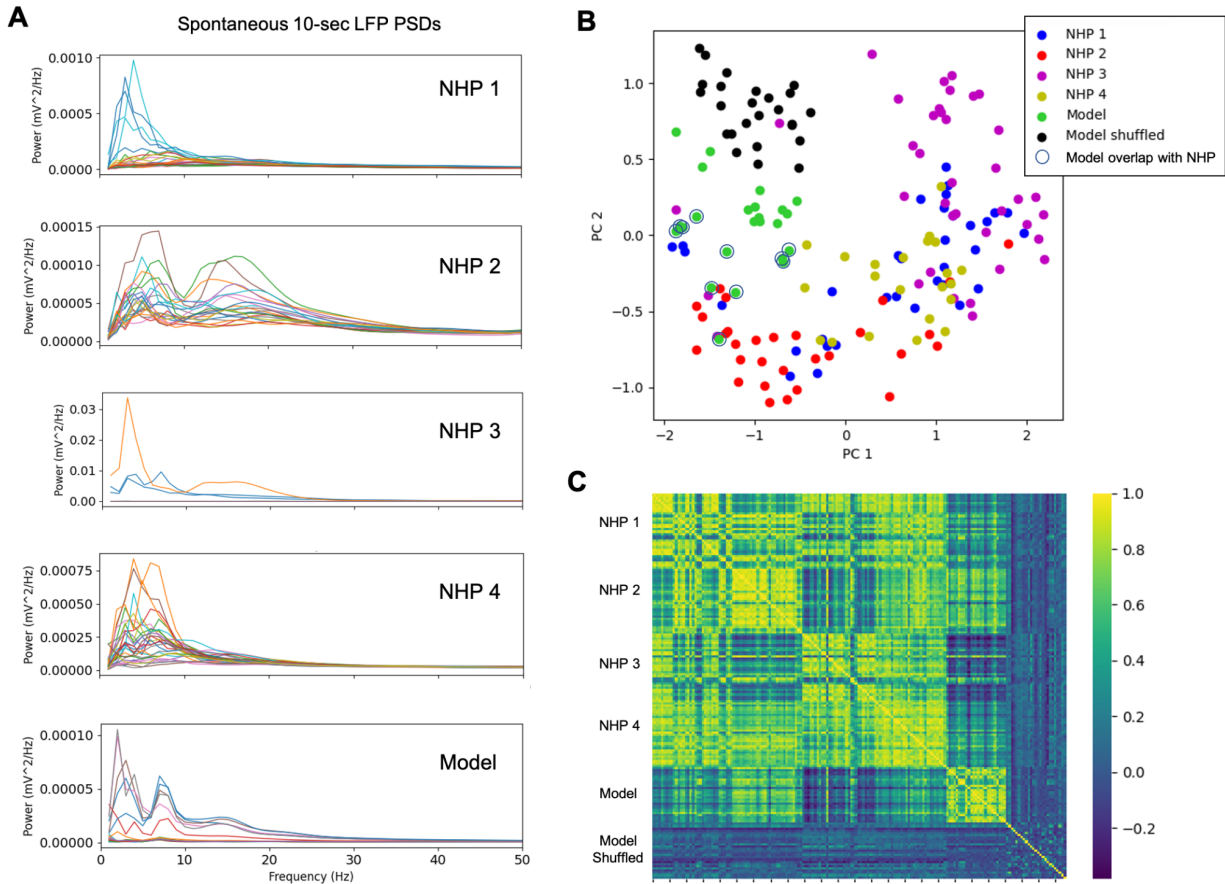 A
Spontaneous 10-sec LFP PSDs
0.0010
0.0005
0.0000
Power (mV^2/Hz)
NHP 1
0.00015
0.00010
0.00005
0.00000
Power (mV^2/Hz)
NHP 2
0.03
0.02
0.01
0.00
Power (mV^2/Hz)
NHP 3
0.00075
0.00050
0.00025
0.00000
Power (mV^2/Hz)
NHP 4
0.00010
0.00005
0.00000
Power (mV^2/Hz)
Model
0 10 20 30 40 50
Frequency (Hz)
B
NHP 1
NHP 2
NHP 3
NHP 4
Model
Model shuffled
Model overlap with NHP
1.0
0.5
0.0
−0.5
−1.0
PC 2
−2 −1 0 1 2
PC 1
C
NHP 1
NHP 2
NHP 3
NHP 4
Model
Model
Shuffled
1.0
0.8
0.6
0.4
0.2
0.0
−0.2